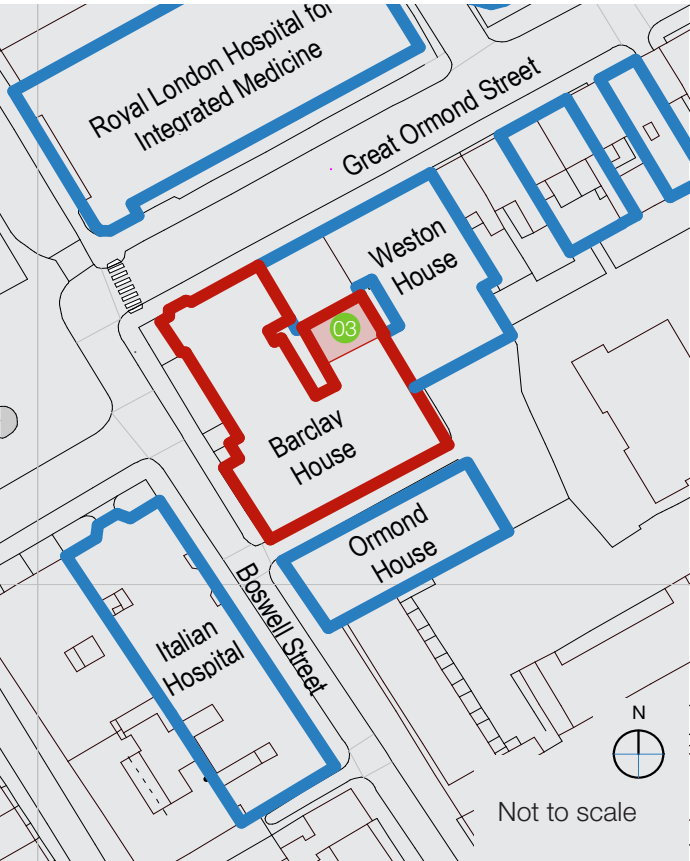 Royal London Hospital for
Integrated Medicine
Great Ormond Street
Weston
House
03
Barclay
House
Ormond
House
Boswell Street
Italian
Hospital
N
Not to scale